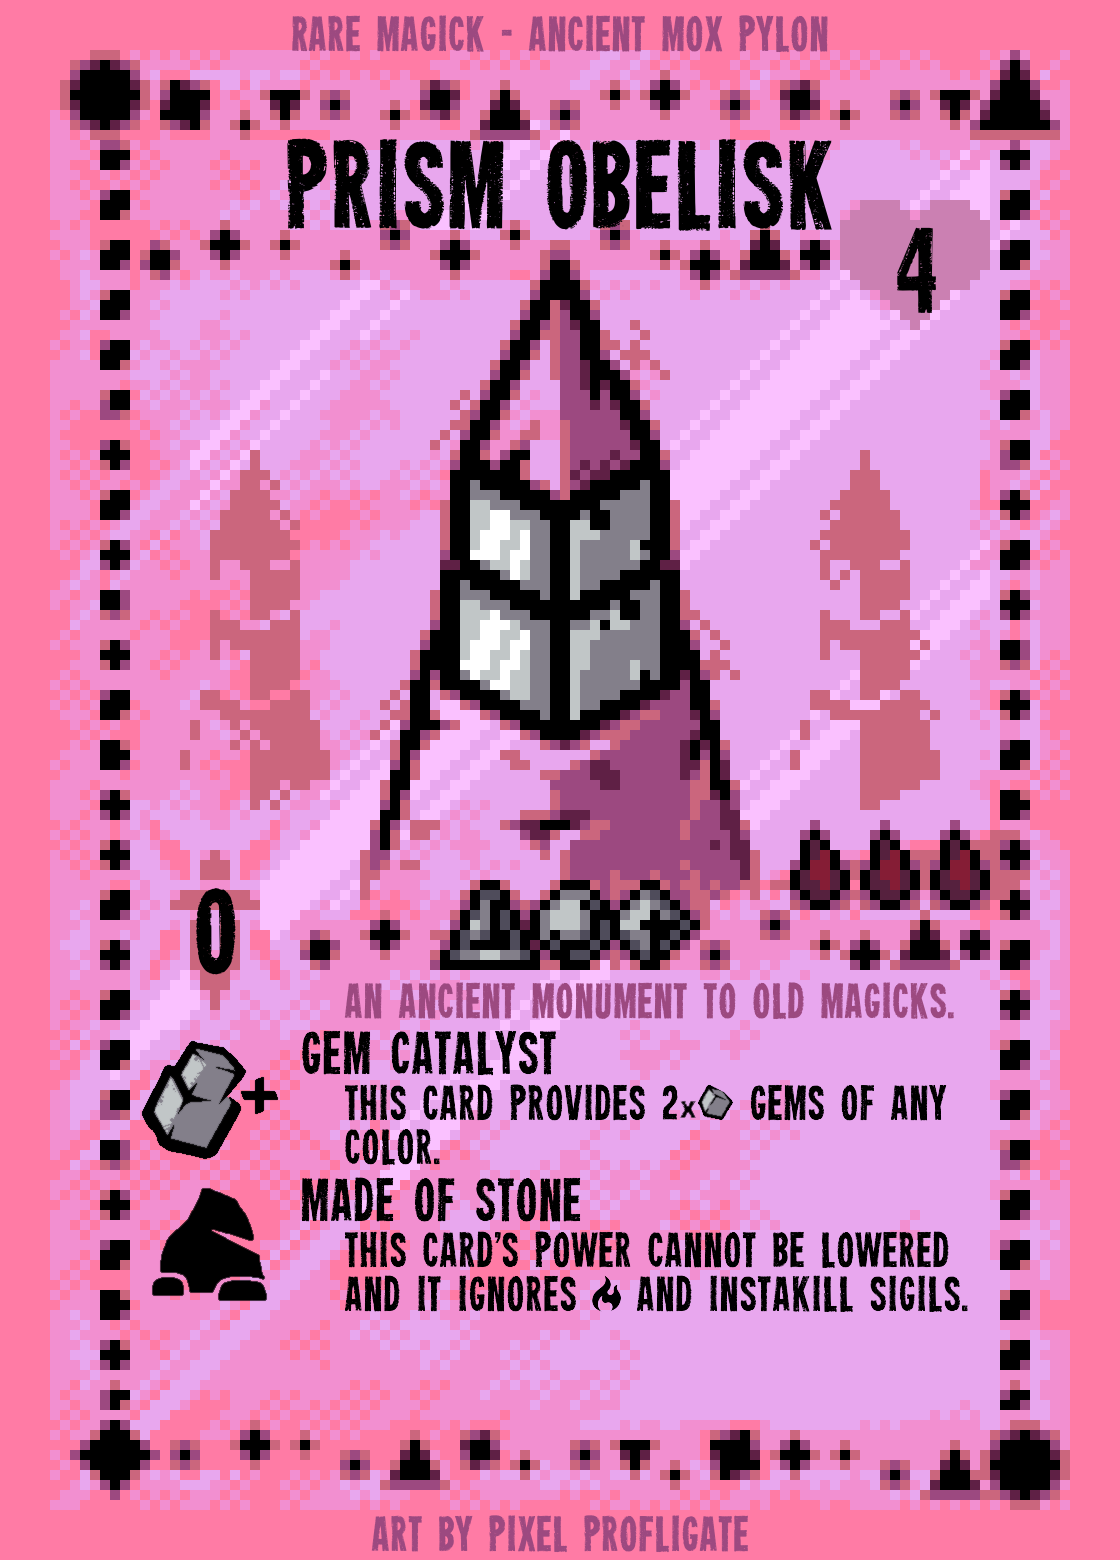 RARE MAGICK - ANCIENT MOX PYLON
PRISM OBELISK
4
0
AN ANCIENT MONUMENT TO OLD MAGICKS.
GEM CATALYST
THIS CARD PROVIDES 2x GEMS OF ANY
COLOR.
MADE OF STONE
THIS CARD'S POWER CANNOT BE LOWERED
AND IT IGNORES AND INSTAKILL SIGILS.
ART BY PIXEL PROFLIGATE